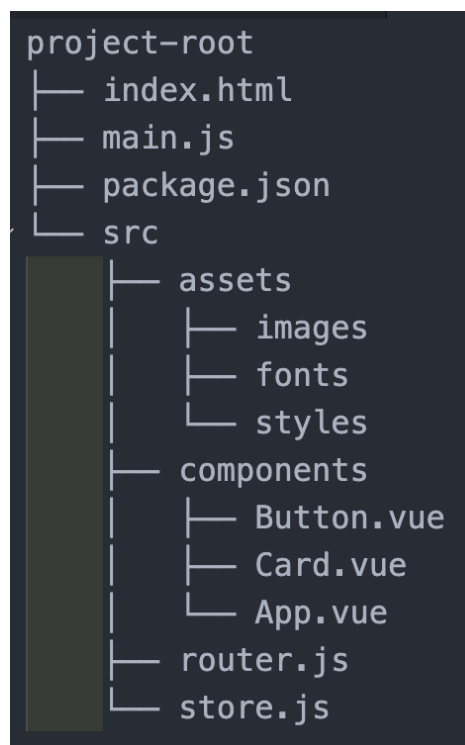 project-root
├── index.html
├── main.js
├── package.json
└── src
    ├── assets
    │   ├── images
    │   ├── fonts
    │   └── styles
    ├── components
    │   ├── Button.vue
    │   ├── Card.vue
    │   └── App.vue
    ├── router.js
    └── store.js